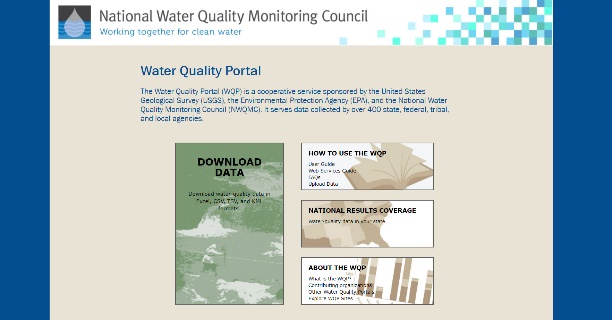 National Water Quality Monitoring Council
Working together for clean water
Water Quality Portal
The Water Quality Portal (WQP) is a cooperative service sponsored by the United States
Geological Survey (USGS), the Environmental Protection Agency (EPA), and the National Water
Quality Monitoring Council (NWQMC). It serves data collected by over 400 state, federal, tribal,
and local agencies.
DOWNLOAD
DATA
Download water quality data in
Excel, CSV, TSV, and KML
formats
HOW TO USE THE WQP
User Guide
Web Services Guide
FAQs
Upload Data
NATIONAL RESULTS COVERAGE
Water quality data in your state
ABOUT THE WQP
What is the WQP?
Contributing organizations
Other Water Quality Portals
Explore WQP Sites